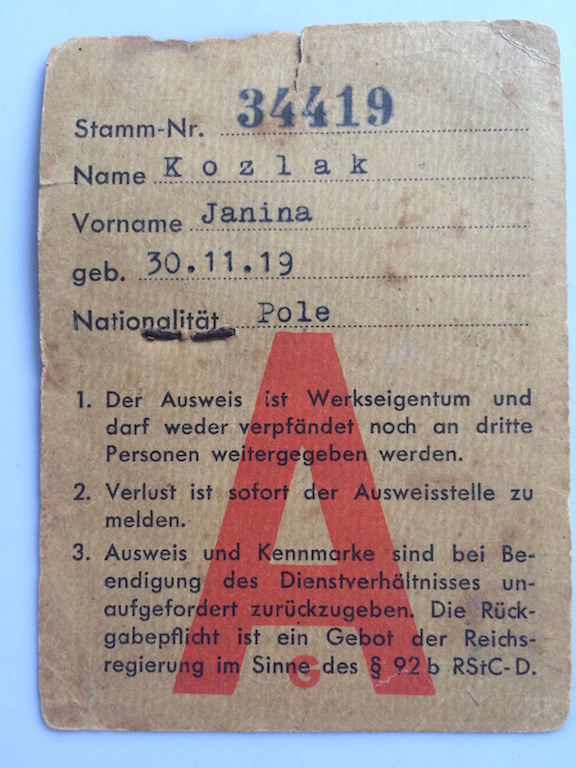 Stamm-Nr. 34419
Name Kozlak
Vorname Janina
geb. 30.11.19
Nationalität Pole
1. Der Ausweis ist Werkseigentum und
darf weder verpfändet noch an dritte
Personen weitergegeben werden.
2. Verlust ist sofort der Ausweisstelle zu
melden.
3. Ausweis und Kennmarke sind bei Be-
endigung des Dienstverhältnisses un-
aufgefordert zurückzugeben. Die Rück-
gabepflicht ist ein Gebot der Reichs-
regierung im Sinne des § 92 b RStC-D.
A
G